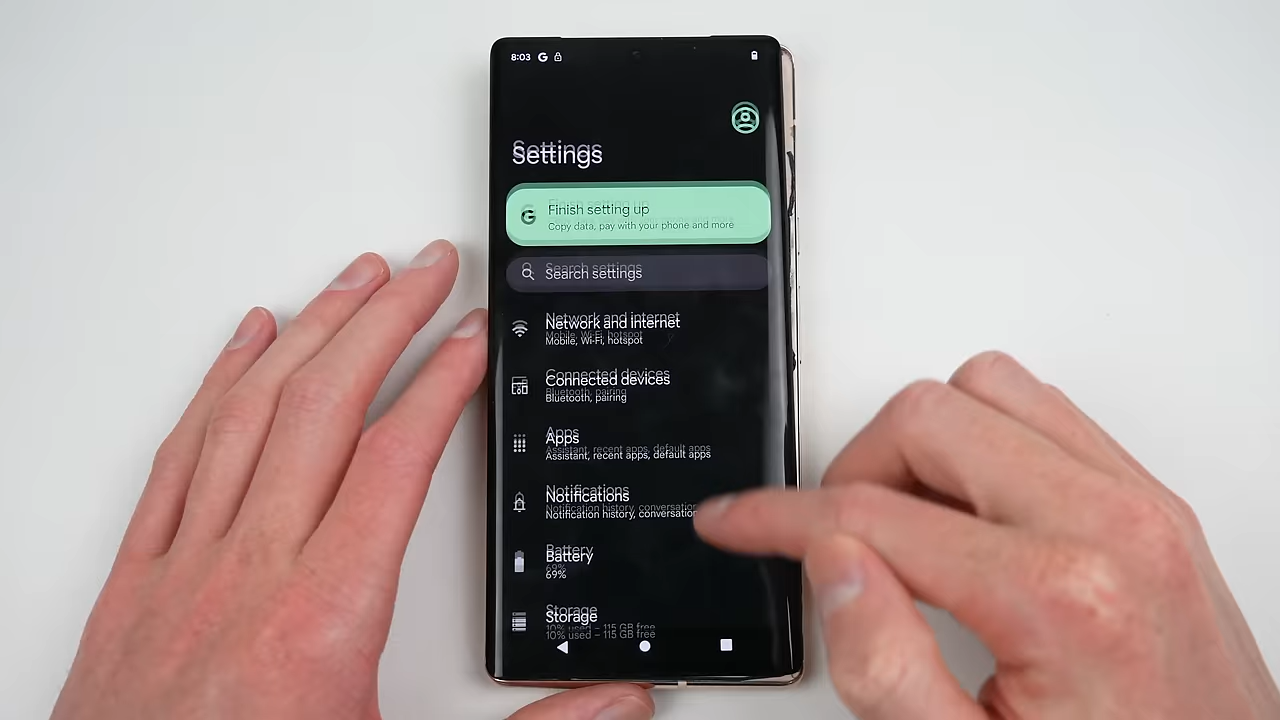 8:03
Settings
Finish setting up
Copy data, pay with your phone and more
Search settings
Network and internet
Mobile, Wi-Fi, hotspot
Connected devices
Bluetooth, pairing
Apps
Assistant, recent apps, default apps
Notifications
Notification history, conversation
Battery
69%
Storage
10% used – 115 GB free